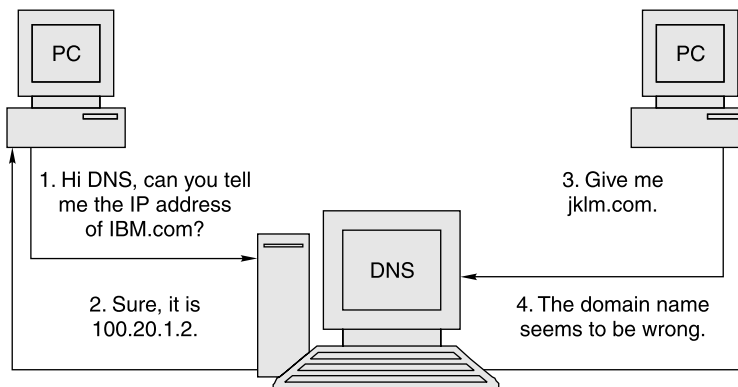 PC
PC
1. Hi DNS, can you tell
me the IP address
of IBM.com?
3. Give me
jklm.com.
DNS
2. Sure, it is
100.20.1.2.
4. The domain name
seems to be wrong.